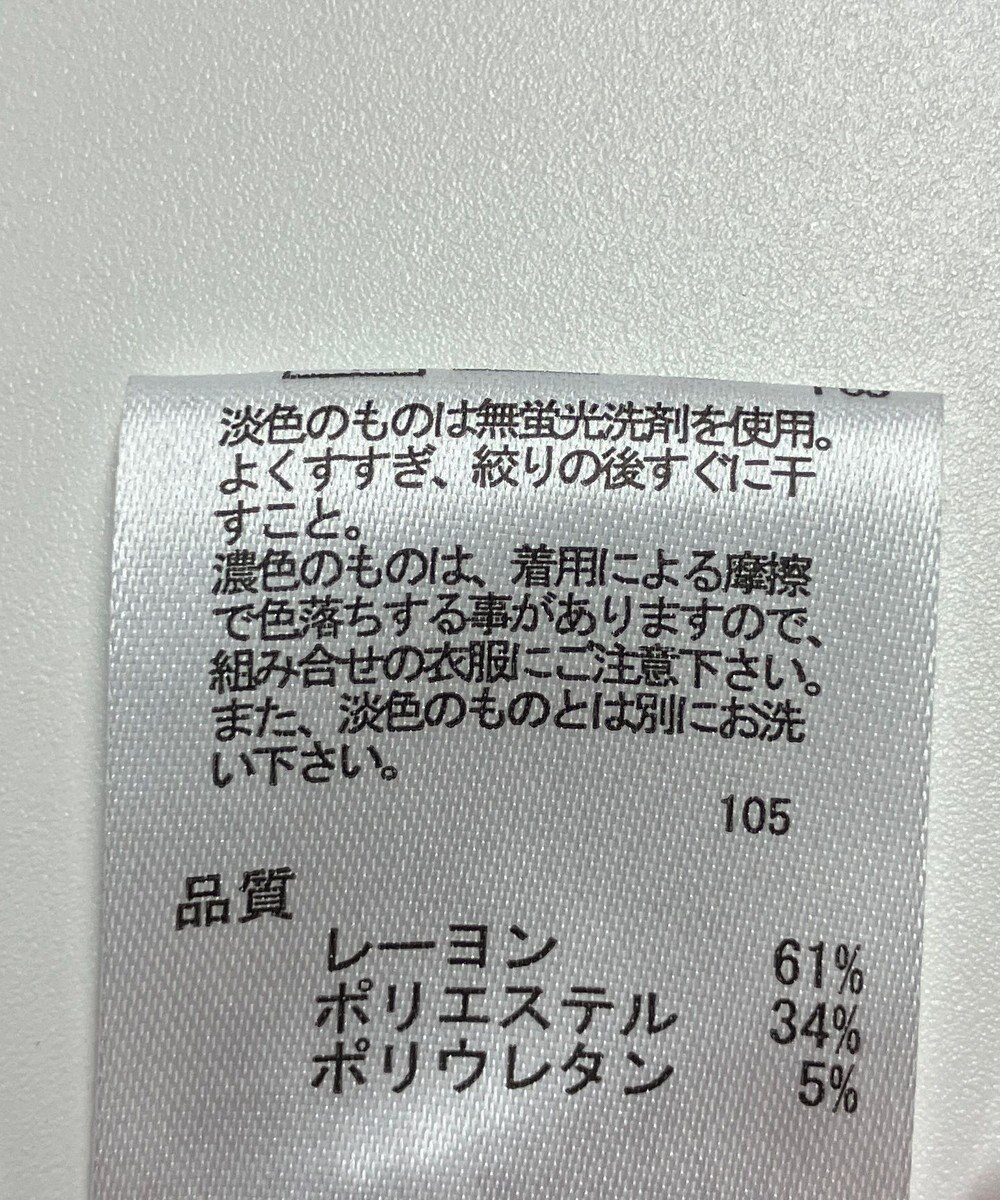 淡色のものは無蛍光洗剤を使用。
よくすすぎ、絞りの後すぐに干
すこと。
濃色のものは、着用による摩擦
で色落ちする事がありますので、
組み合せの衣服にご注意下さい。
また、淡色のものとは別にお洗
い下さい。
105
品質
レーヨン 61%
ポリエステル 34%
ポリウレタン 5%